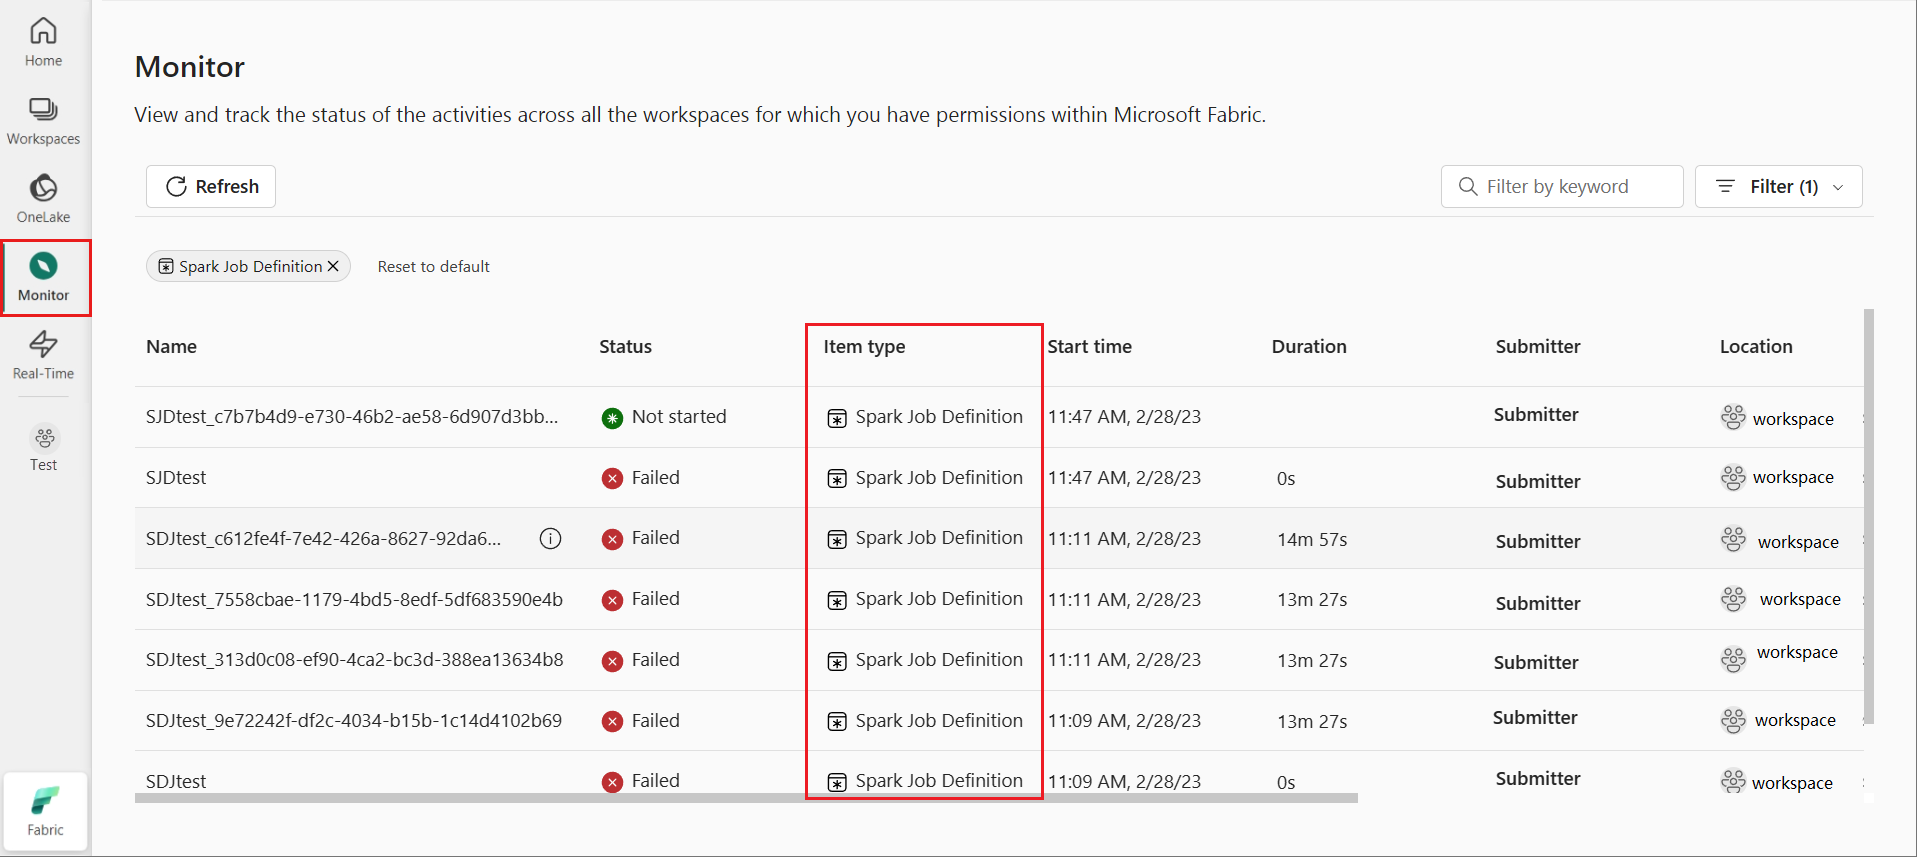 Home
Workspaces
OneLake
Monitor
Real-Time
Test
Fabric
Monitor
View and track the status of the activities across all the workspaces for which you have permissions within Microsoft Fabric.
Refresh
Filter by keyword
Filter (1)
Spark Job Definition
Reset to default
Name Status Item type Start time Duration Submitter Location
SJDtest_c7b7b4d9-e730-46b2-ae58-6d907d3bb... Not started Spark Job Definition 11:47 AM, 2/28/23 Submitter workspace
SJDtest Failed Spark Job Definition 11:47 AM, 2/28/23 0s Submitter workspace
SDJtest_c612fe4f-7e42-426a-8627-92da6... Failed Spark Job Definition 11:11 AM, 2/28/23 14m 57s Submitter workspace
SDJtest_7558cbae-1179-4bd5-8edf-5df683590e4b Failed Spark Job Definition 11:11 AM, 2/28/23 13m 27s Submitter workspace
SDJtest_313d0c08-ef90-4ca2-bc3d-388ea13634b8 Failed Spark Job Definition 11:11 AM, 2/28/23 13m 27s Submitter workspace
SDJtest_9e72242f-df2c-4034-b15b-1c14d4102b69 Failed Spark Job Definition 11:09 AM, 2/28/23 13m 27s Submitter workspace
SDJtest Failed Spark Job Definition 11:09 AM, 2/28/23 0s Submitter workspace